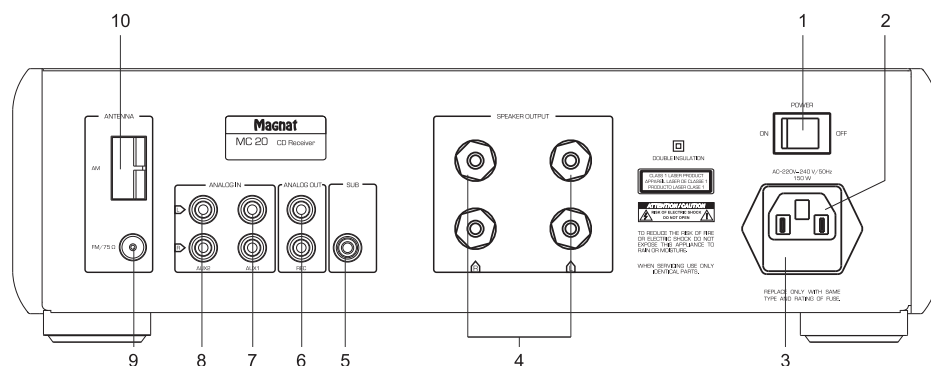 10
1
2
ANTENNA
AM
FM/75 Ω
Magnat
MC 20 CD Receiver
ANALOG IN
ANALOG OUT
SUB
L
R
AUX2
AUX1
REC
SPEAKER OUTPUT
R
L
DOUBLE INSULATION
CLASS 1 LASER PRODUCT
APPAREIL LASER DE CLASSE 1
PRODUCTO LASER CLASE 1
ATTENTION/CAUTION
RISK OF ELECTRIC SHOCK
DO NOT OPEN
TO REDUCE THE RISK OF FIRE
OR ELECTRIC SHOCK DO NOT
EXPOSE THIS APPLIANCE TO
RAIN OR MOISTURE.
WHEN SERVICING USE ONLY
IDENTICAL PARTS.
POWER
ON
OFF
AC~220V-240 V/50Hz
150 W
REPLACE ONLY WITH SAME
TYPE AND RATING OF FUSE.
9
8
7
6
5
4
3